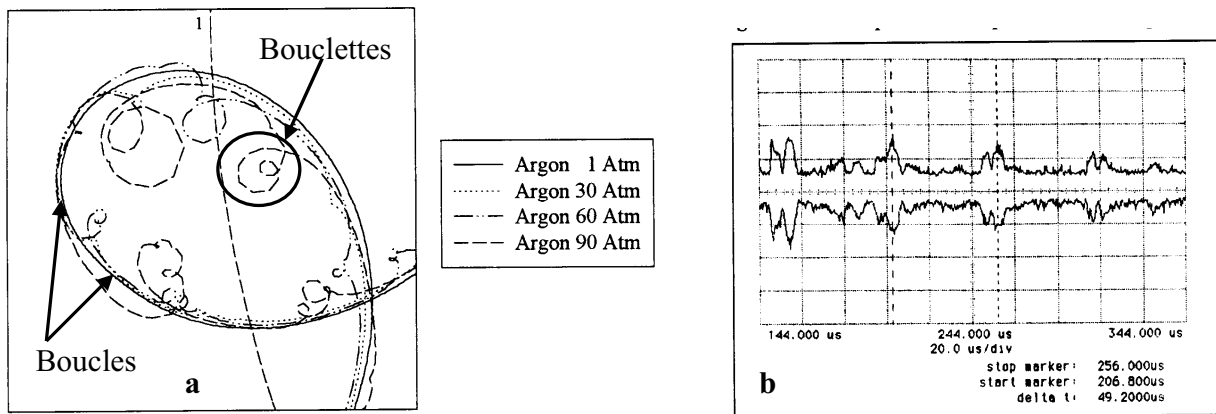 1
Bouclettes
Boucles
a
Argon 1 Atm
Argon 30 Atm
Argon 60 Atm
Argon 90 Atm
144.000 us
244.000 us
344.000 us
20.0 us/div
stop marker: 256.000us
start marker: 206.800us
delta t: 49.2000us
b